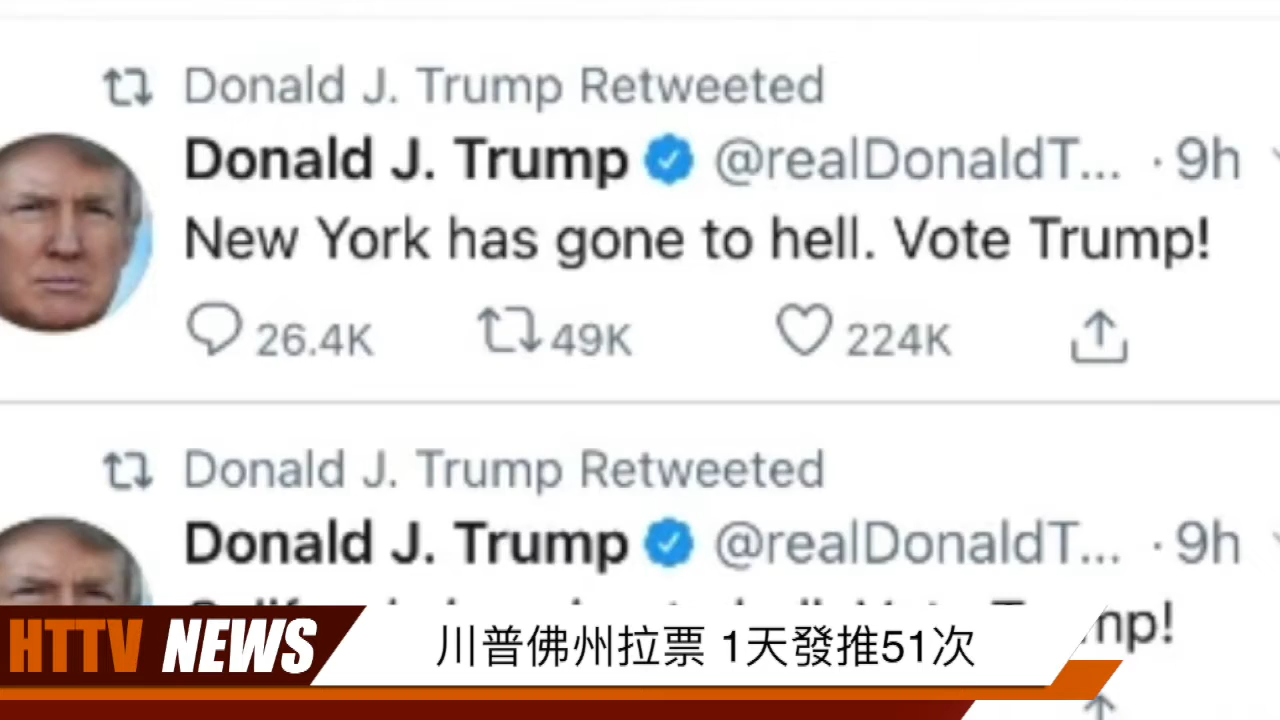 Donald J. Trump Retweeted
Donald J. Trump @realDonaldT... · 9h
New York has gone to hell. Vote Trump!
26.4K 49K 224K
Donald J. Trump Retweeted
Donald J. Trump @realDonaldT... · 9h
mp!
HTTV NEWS
川普佛州拉票 1天發推51次